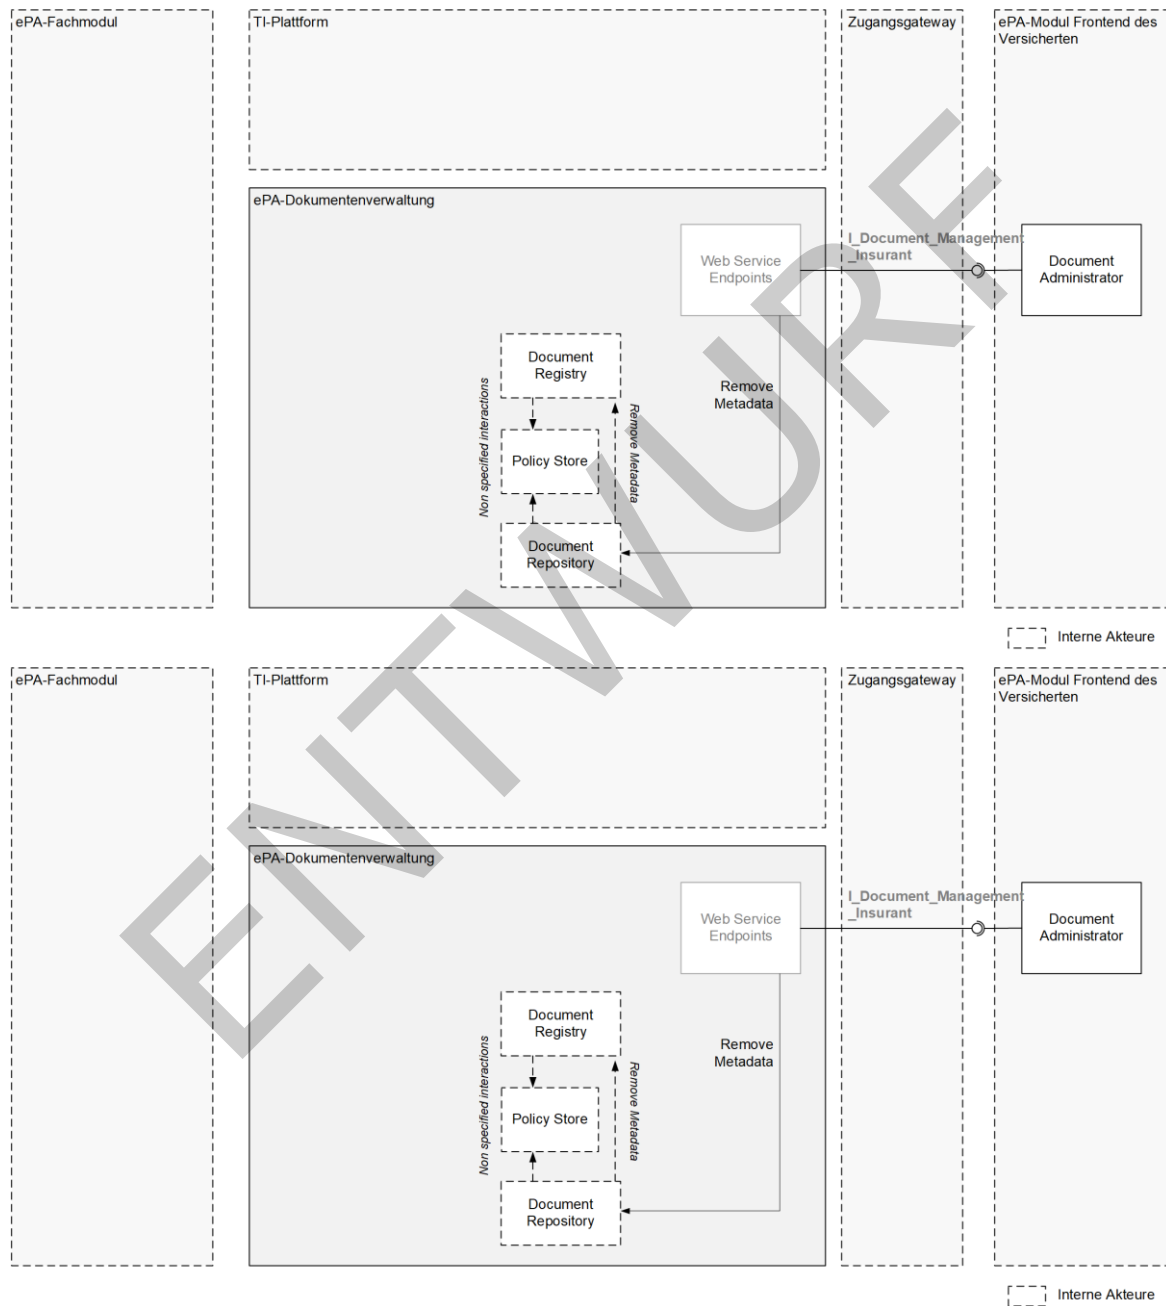 ePA-Fachmodul
TI-Plattform
Zugangsgateway
ePA-Modul Frontend des
Versicherten
ePA-Dokumentenverwaltung
Web Service
Endpoints
I_Document_Management
_Insurant
Document
Administrator
Document
Registry
Non specified interactions
Policy Store
Remove Metadata
Remove
Metadata
Document
Repository
Interne Akteure
ePA-Fachmodul
TI-Plattform
Zugangsgateway
ePA-Modul Frontend des
Versicherten
ePA-Dokumentenverwaltung
Web Service
Endpoints
I_Document_Management
_Insurant
Document
Administrator
Document
Registry
Non specified interactions
Policy Store
Remove Metadata
Remove
Metadata
Document
Repository
Interne Akteure
ENTWURF